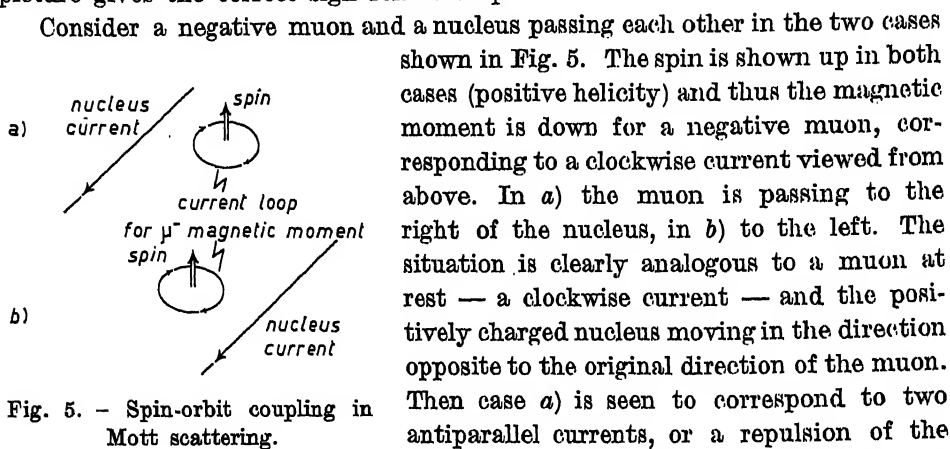 Consider a negative muon and a nucleus passing each other in the two cases
shown in Fig. 5. The spin is shown up in both
cases (positive helicity) and thus the magnetic
moment is down for a negative muon, cor-
responding to a clockwise current viewed from
above. In a) the muon is passing to the
right of the nucleus, in b) to the left. The
situation is clearly analogous to a muon at
rest — a clockwise current — and the posi-
tively charged nucleus moving in the direction
opposite to the original direction of the muon.
Then case a) is seen to correspond to two
antiparallel currents, or a repulsion of the
a)
nucleus
current
spin
current loop
for μ⁻ magnetic moment
spin
b)
nucleus
current
Fig. 5. – Spin-orbit coupling in
Mott scattering.